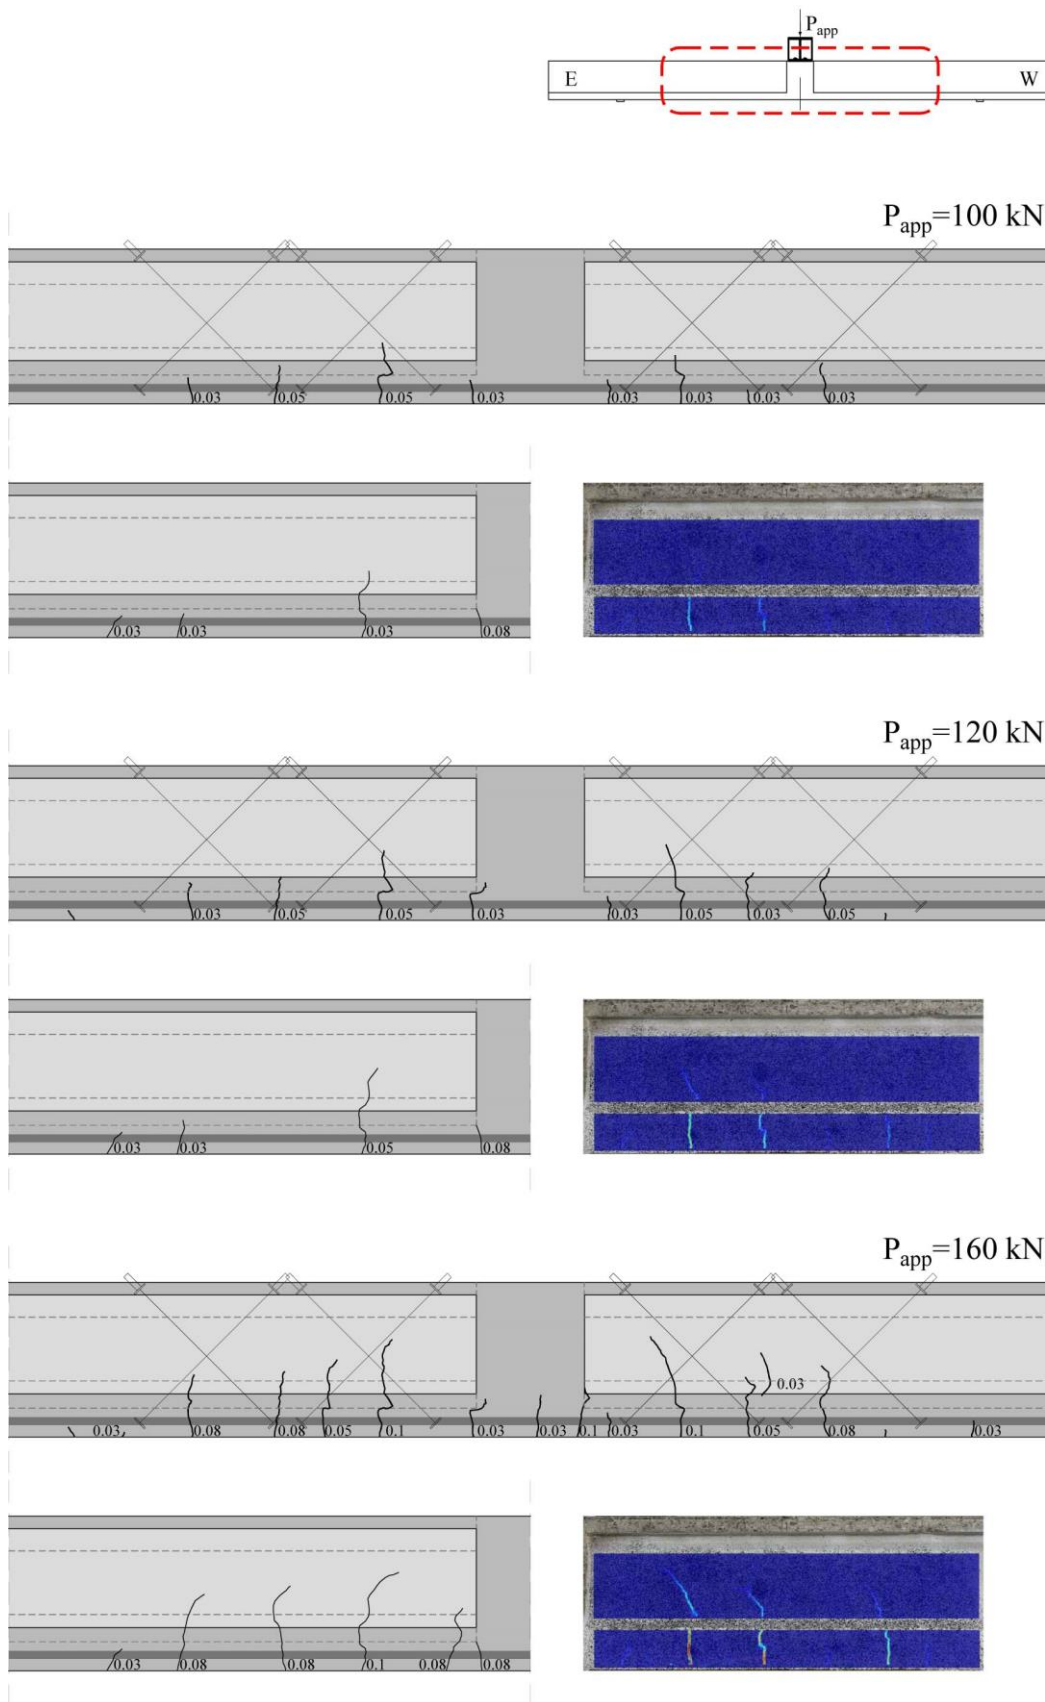 P_app
E W
P_app=100 kN
0.03 0.05 0.05 0.03 0.03 0.03 0.03 0.03
0.03 0.03 0.03 0.08
P_app=120 kN
0.03 0.05 0.05 0.03 0.03 0.05 0.03 0.05
0.03 0.03 0.05 0.08
P_app=160 kN
0.03
0.03 0.08 0.08 0.05 0.1 0.03 0.03 0.1 0.03 0.1 0.05 0.08 0.03
0.03 0.08 0.08 0.1 0.08 0.08